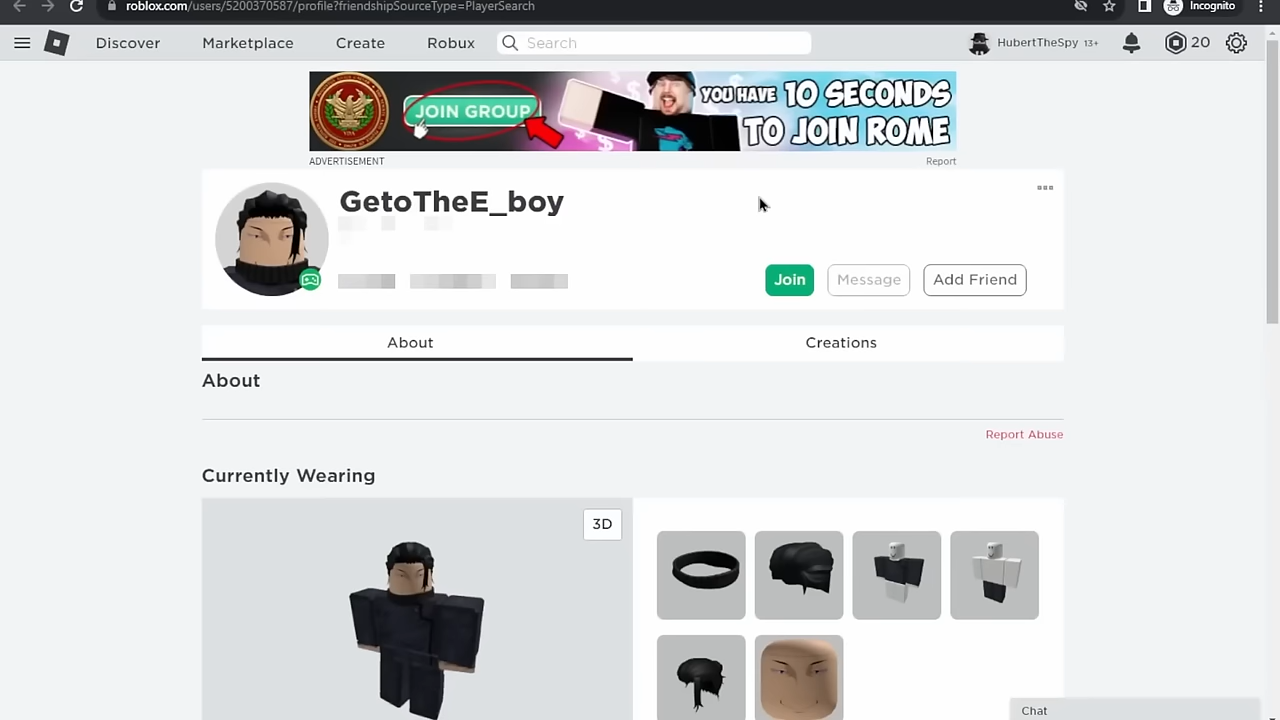 roblox.com/users/5200370587/profile?friendshipSourceType=PlayerSearch
Incognito
Discover
Marketplace
Create
Robux
Search
HubertTheSpy 13+
20
JOIN GROUP
YOU HAVE 10 SECONDS
TO JOIN ROME
ADVERTISEMENT
Report
GetoTheE_boy
Join
Message
Add Friend
About
Creations
About
Report Abuse
Currently Wearing
3D
Chat